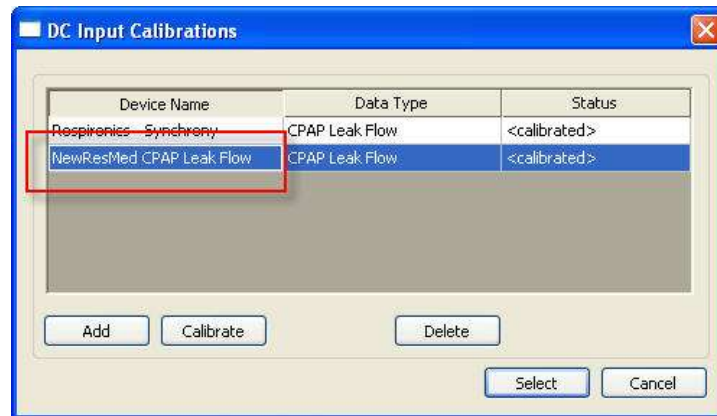 DC Input Calibrations
Device Name Data Type Status
Respironics - Synchrony CPAP Leak Flow <calibrated>
NewResMed CPAP Leak Flow CPAP Leak Flow <calibrated>
Add Calibrate Delete
Select Cancel